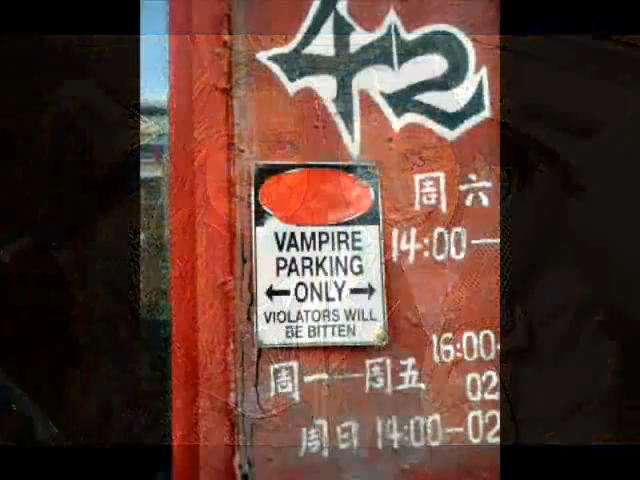 42
周六
14:00—
VAMPIRE
PARKING
←ONLY→
VIOLATORS WILL
BE BITTEN
16:00-
周一—周五
02
周日 14:00—02